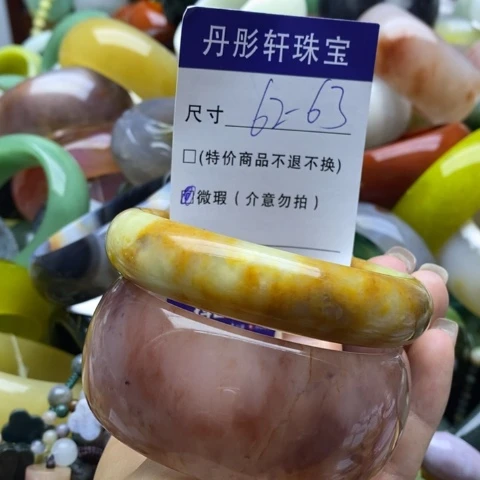 丹彤轩珠宝
尺寸 62-63
□(特价商品不退不换)
☑微瑕(介意勿拍)